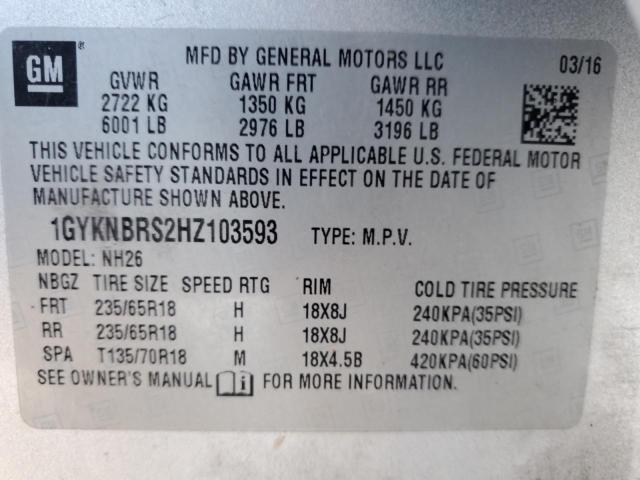 GM
®
MFD BY GENERAL MOTORS LLC 03/16
GVWR GAWR FRT GAWR RR
2722 KG 1350 KG 1450 KG
6001 LB 2976 LB 3196 LB
THIS VEHICLE CONFORMS TO ALL APPLICABLE U.S. FEDERAL MOTOR
VEHICLE SAFETY STANDARDS IN EFFECT ON THE DATE OF
MANUFACTURE SHOWN ABOVE.
1GYKNBRS2HZ103593 TYPE: M.P.V.
MODEL: NH26
NBGZ TIRE SIZE SPEED RTG RIM COLD TIRE PRESSURE
FRT 235/65R18 H 18X8J 240KPA(35PSI)
RR 235/65R18 H 18X8J 240KPA(35PSI)
SPA T135/70R18 M 18X4.5B 420KPA(60PSI)
SEE OWNER'S MANUAL i FOR MORE INFORMATION.